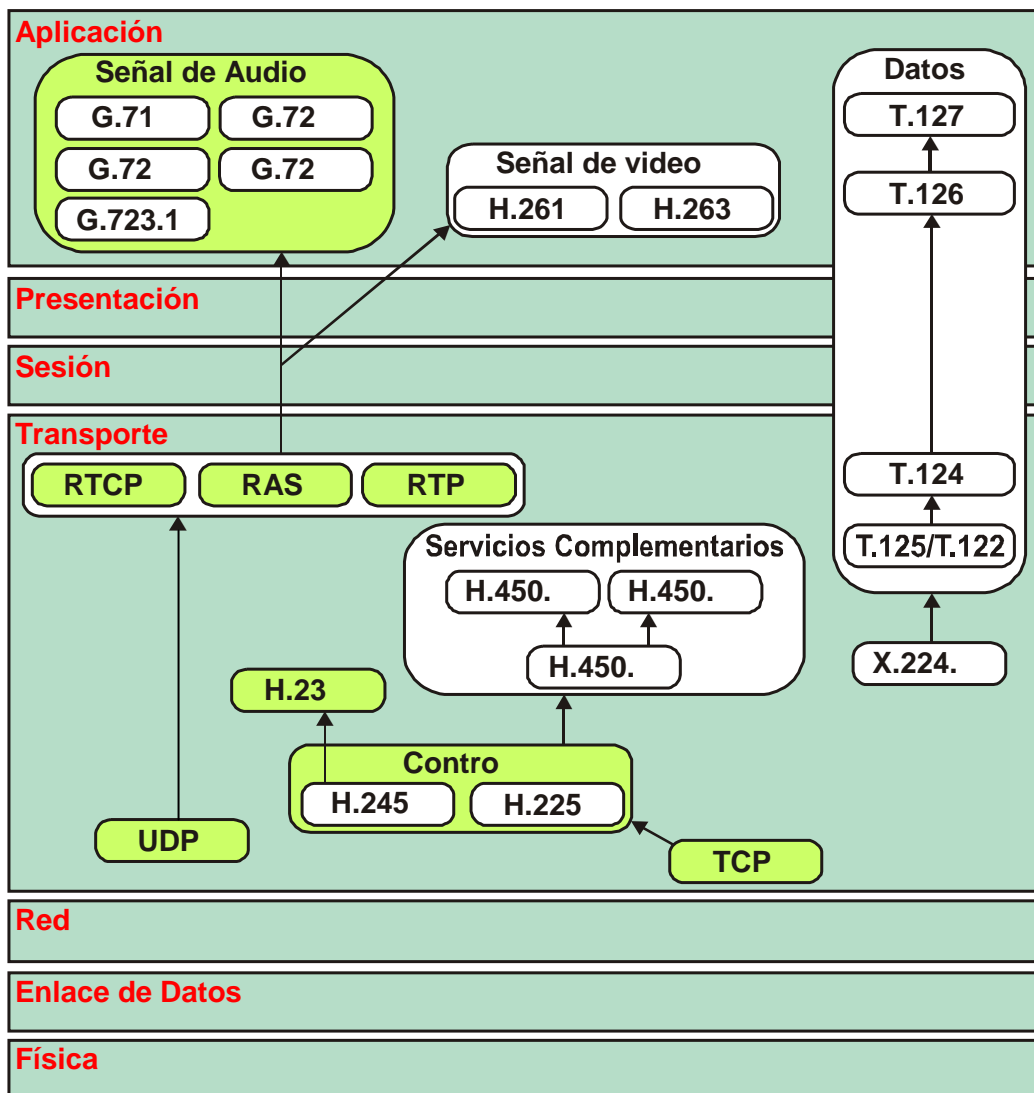 Aplicación
Señal de Audio
G.71 G.72
G.72 G.72
G.723.1
Señal de video
H.261 H.263
Datos
T.127
T.126
Presentación
Sesión
Transporte
RTCP RAS RTP
T.124
T.125/T.122
Servicios Complementarios
H.450. H.450.
H.450.
X.224.
H.23
Contro
H.245 H.225
UDP
TCP
Red
Enlace de Datos
Física